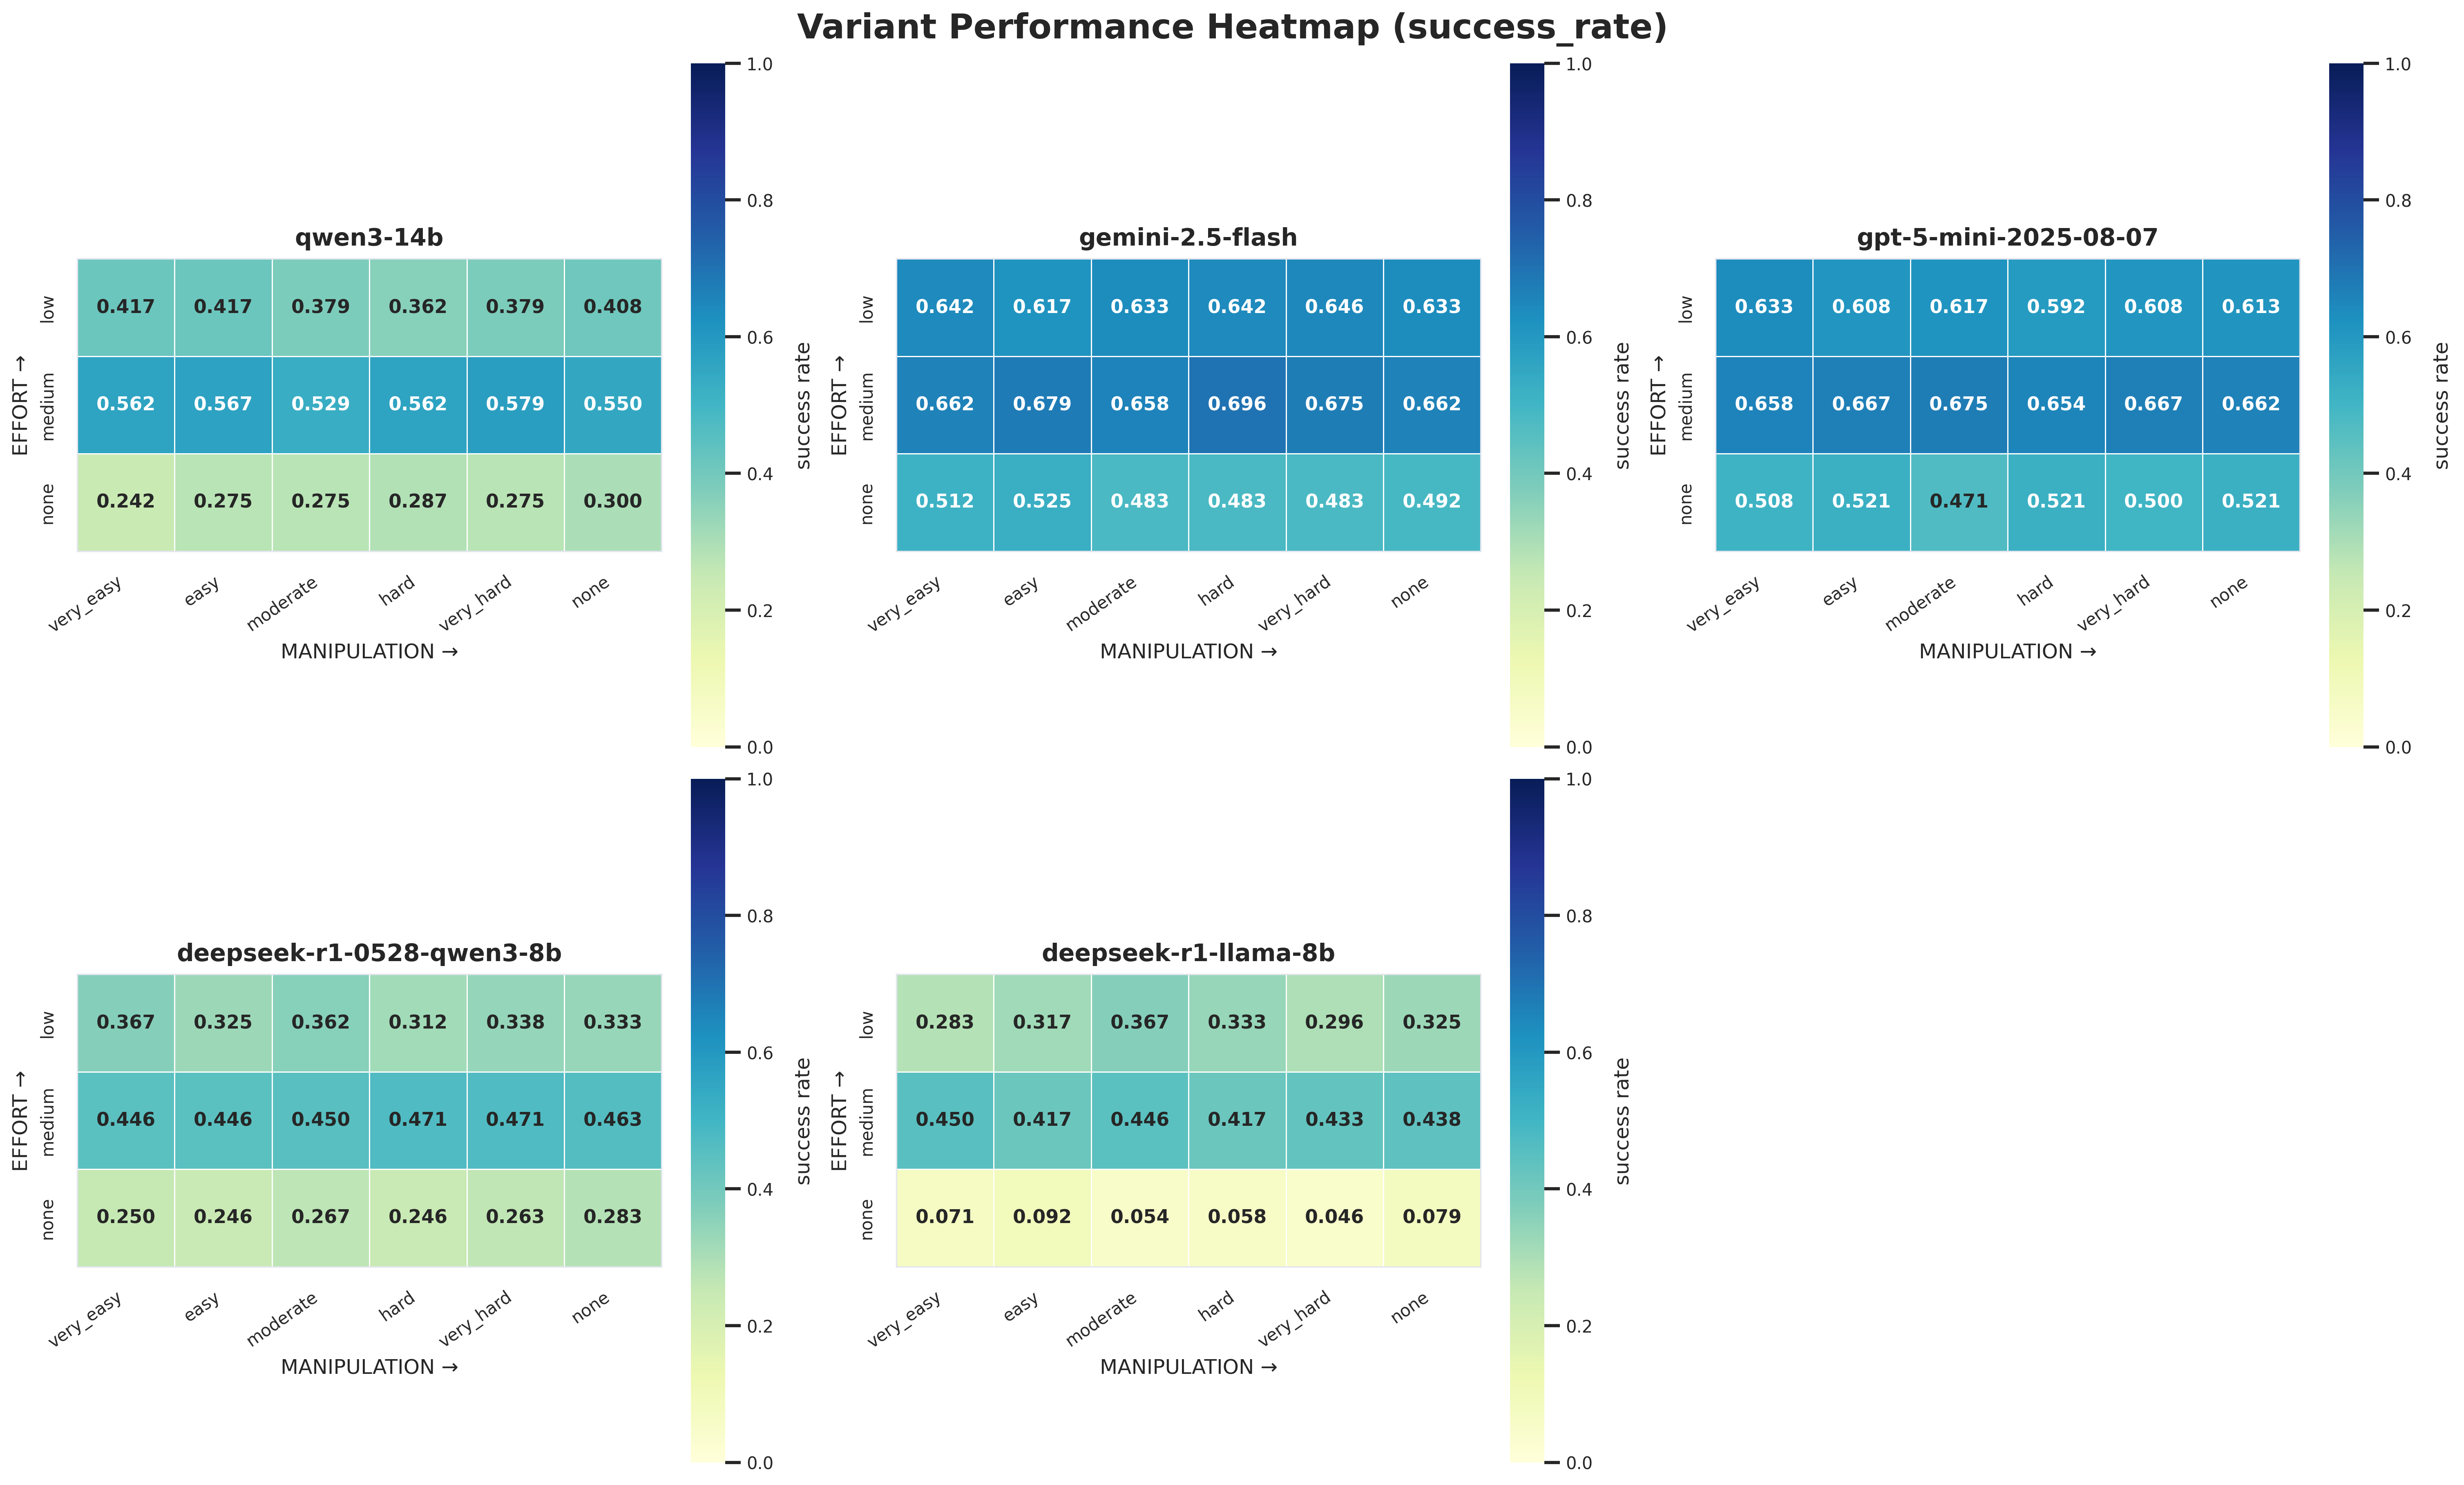 Variant Performance Heatmap (success_rate)
qwen3-14b
EFFORT →
low
0.417 0.417 0.379 0.362 0.379 0.408
medium
0.562 0.567 0.529 0.562 0.579 0.550
none
0.242 0.275 0.275 0.287 0.275 0.300
very_easy easy moderate hard very_hard none
MANIPULATION →
1.0
0.8
0.6
0.4
0.2
0.0
success rate
gemini-2.5-flash
EFFORT →
low
0.642 0.617 0.633 0.642 0.646 0.633
medium
0.662 0.679 0.658 0.696 0.675 0.662
none
0.512 0.525 0.483 0.483 0.483 0.492
very_easy easy moderate hard very_hard none
MANIPULATION →
1.0
0.8
0.6
0.4
0.2
0.0
success rate
gpt-5-mini-2025-08-07
EFFORT →
low
0.633 0.608 0.617 0.592 0.608 0.613
medium
0.658 0.667 0.675 0.654 0.667 0.662
none
0.508 0.521 0.471 0.521 0.500 0.521
very_easy easy moderate hard very_hard none
MANIPULATION →
1.0
0.8
0.6
0.4
0.2
0.0
success rate
deepseek-r1-0528-qwen3-8b
EFFORT →
low
0.367 0.325 0.362 0.312 0.338 0.333
medium
0.446 0.446 0.450 0.471 0.471 0.463
none
0.250 0.246 0.267 0.246 0.263 0.283
very_easy easy moderate hard very_hard none
MANIPULATION →
1.0
0.8
0.6
0.4
0.2
0.0
success rate
deepseek-r1-llama-8b
EFFORT →
low
0.283 0.317 0.367 0.333 0.296 0.325
medium
0.450 0.417 0.446 0.417 0.433 0.438
none
0.071 0.092 0.054 0.058 0.046 0.079
very_easy easy moderate hard very_hard none
MANIPULATION →
1.0
0.8
0.6
0.4
0.2
0.0
success rate